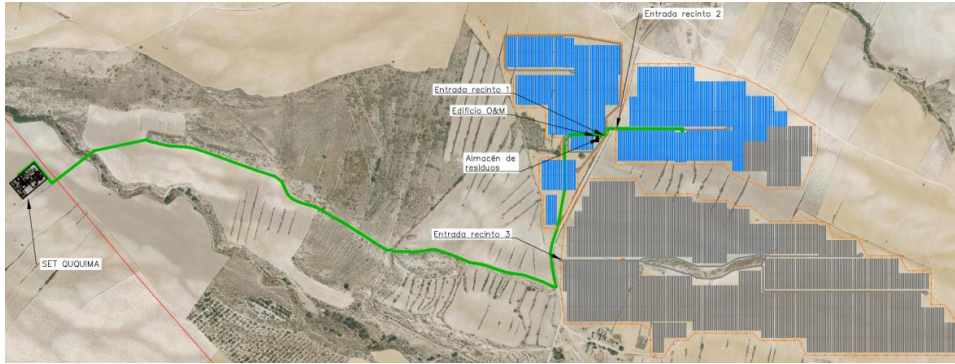 Entrada recinto 2
Entrada recinto 1
Edificio O&M
Almacén de
residuos
Entrada recinto 3
SET QUQUIMA